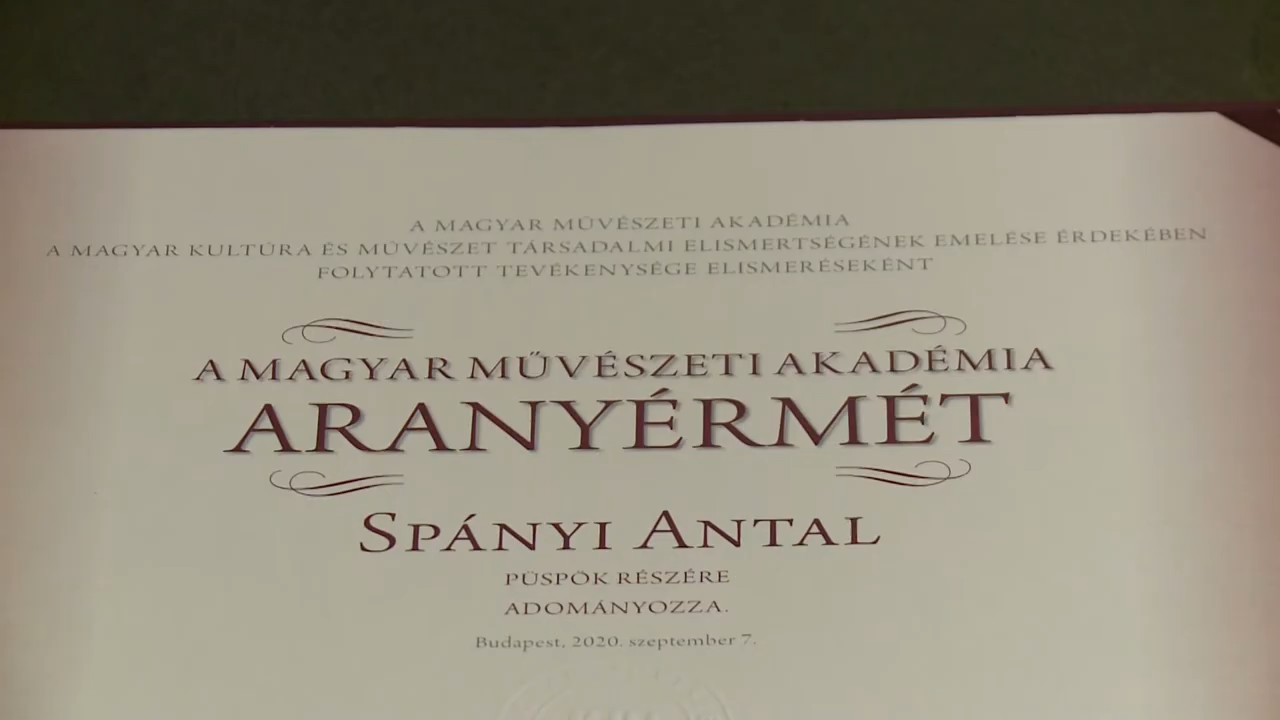 A MAGYAR MŰVÉSZETI AKADÉMIA
A MAGYAR KULTÚRA ÉS MŰVÉSZET TÁRSADALMI ELISMERTSÉGÉNEK EMELÉSE ÉRDEKÉBEN
FOLYTATOTT TEVÉKENYSÉGE ELISMERÉSEKÉNT
A MAGYAR MŰVÉSZETI AKADÉMIA
ARANYÉRMÉT
SPÁNYI ANTAL
PÜSPÖK RÉSZÉRE
ADOMÁNYOZZA.
Budapest, 2020. szeptember 7.